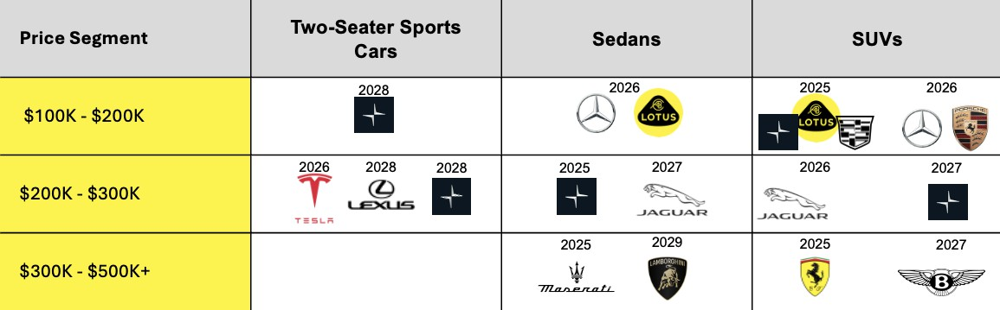 Price Segment
Two-Seater Sports
Cars
Sedans
SUVs
$100K - $200K
2028
2026
LOTUS
2025
LOTUS
2026
PORSCHE
$200K - $300K
2026
TESLA
2028
LEXUS
2028
2025
2027
JAGUAR
2026
JAGUAR
2027
$300K - $500K+
2025
Maserati
2029
LAMBORGHINI
2025
2027
B